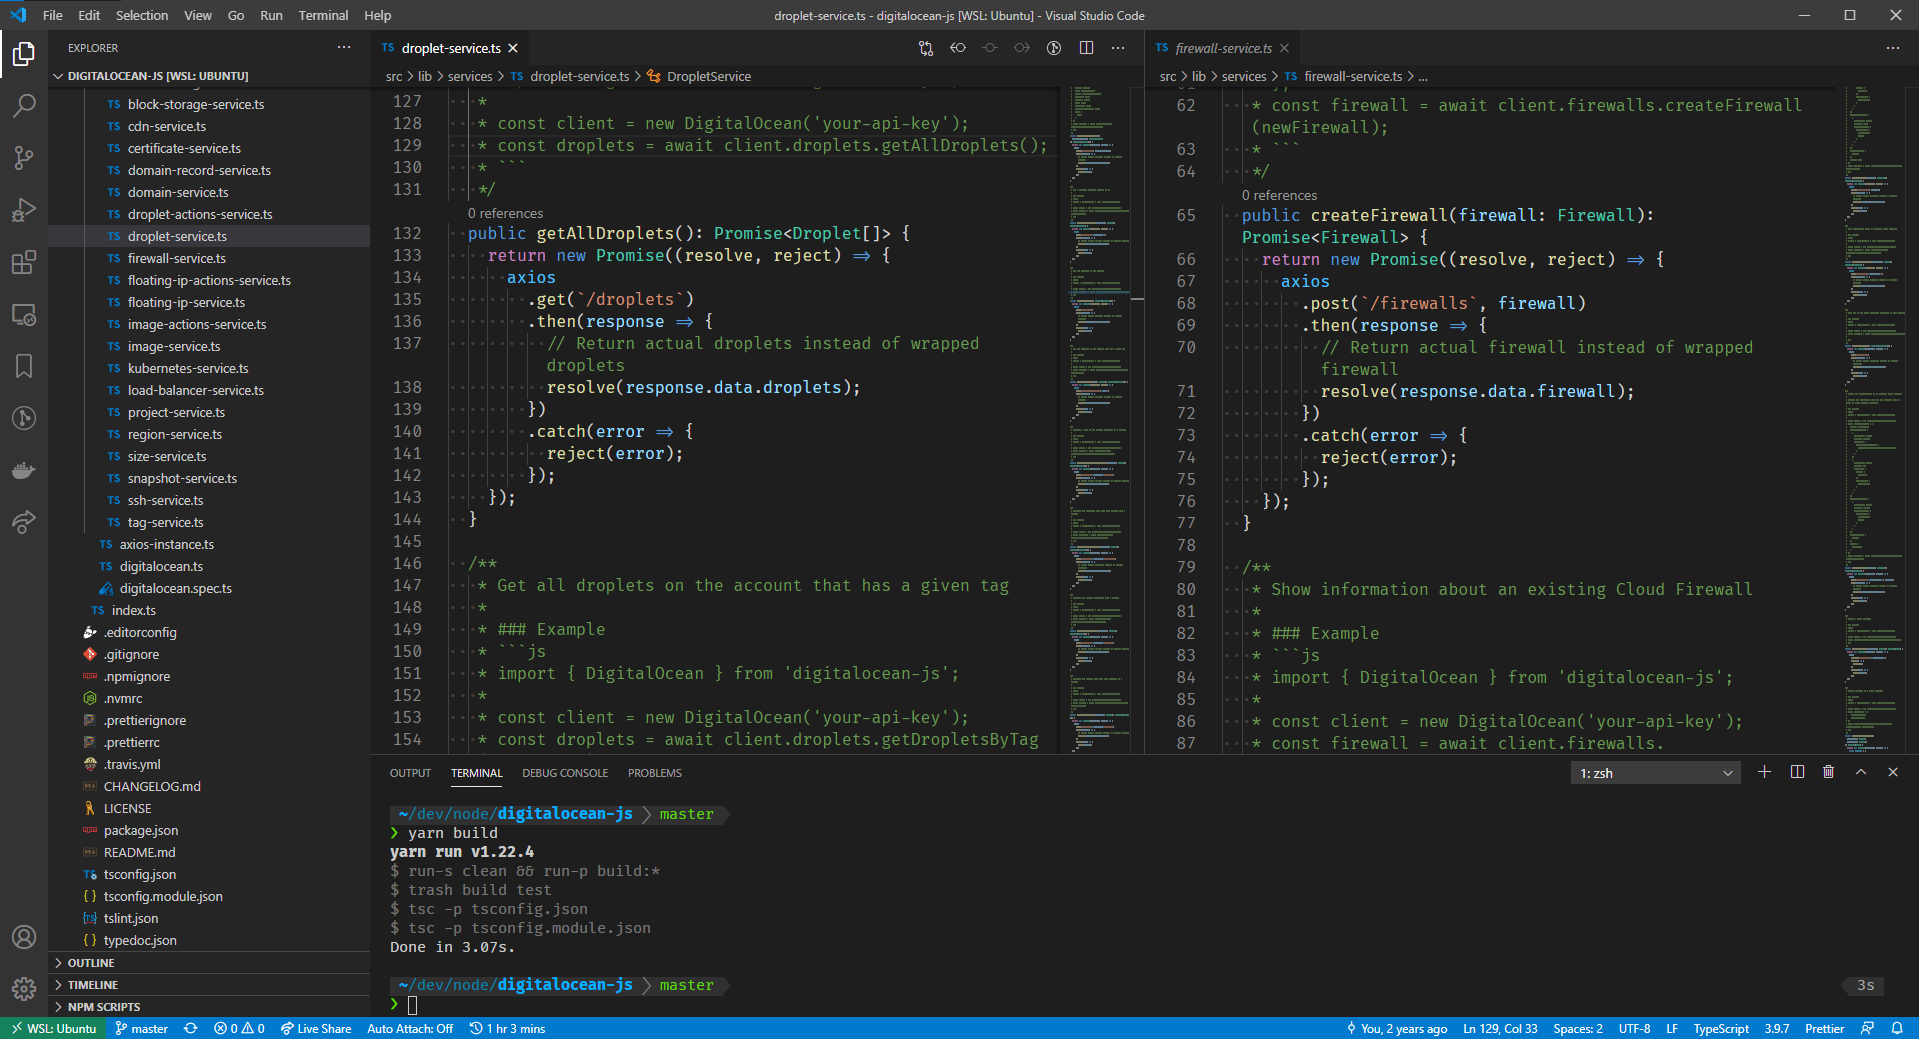 File Edit Selection View Go Run Terminal Help
droplet-service.ts - digitalocean-js [WSL: Ubuntu] - Visual Studio Code
EXPLORER
DIGITALOCEAN-JS [WSL: UBUNTU]
block-storage-service.ts
cdn-service.ts
certificate-service.ts
domain-record-service.ts
domain-service.ts
droplet-actions-service.ts
droplet-service.ts
firewall-service.ts
floating-ip-actions-service.ts
floating-ip-service.ts
image-actions-service.ts
image-service.ts
kubernetes-service.ts
load-balancer-service.ts
project-service.ts
region-service.ts
size-service.ts
snapshot-service.ts
ssh-service.ts
tag-service.ts
axios-instance.ts
digitalocean.ts
digitalocean.spec.ts
index.ts
.editorconfig
.gitignore
.npmignore
.nvmrc
.prettierignore
.prettierrc
.travis.yml
CHANGELOG.md
LICENSE
package.json
README.md
tsconfig.json
tsconfig.module.json
tslint.json
typedoc.json
OUTLINE
TIMELINE
NPM SCRIPTS
TS droplet-service.ts
src > lib > services > TS droplet-service.ts > DropletService
127 *
128 * const client = new DigitalOcean('your-api-key');
129 * const droplets = await client.droplets.getAllDroplets();
130 * ```
131 */
0 references
132 public getAllDroplets(): Promise<Droplet[]> {
133 return new Promise((resolve, reject) => {
134 axios
135 .get(`/droplets`)
136 .then(response => {
137 // Return actual droplets instead of wrapped
droplets
138 resolve(response.data.droplets);
139 })
140 .catch(error => {
141 reject(error);
142 });
143 });
144 }
145
146 /**
147 * Get all droplets on the account that has a given tag
148 *
149 * ### Example
150 * ```js
151 * import { DigitalOcean } from 'digitalocean-js';
152 *
153 * const client = new DigitalOcean('your-api-key');
154 * const droplets = await client.droplets.getDropletsByTag
TS firewall-service.ts
src > lib > services > TS firewall-service.ts > ...
62 * const firewall = await client.firewalls.createFirewall
(newFirewall);
63 * ```
64 */
0 references
65 public createFirewall(firewall: Firewall):
Promise<Firewall> {
66 return new Promise((resolve, reject) => {
67 axios
68 .post(`/firewalls`, firewall)
69 .then(response => {
70 // Return actual firewall instead of wrapped
firewall
71 resolve(response.data.firewall);
72 })
73 .catch(error => {
74 reject(error);
75 });
76 });
77 }
78
79 /**
80 * Show information about an existing Cloud Firewall
81 *
82 * ### Example
83 * ```js
84 * import { DigitalOcean } from 'digitalocean-js';
85 *
86 * const client = new DigitalOcean('your-api-key');
87 * const firewall = await client.firewalls.
OUTPUT TERMINAL DEBUG CONSOLE PROBLEMS
1: zsh
~/dev/node/digitalocean-js master
❯ yarn build
yarn run v1.22.4
$ run-s clean && run-p build:*
$ trash build test
$ tsc -p tsconfig.json
$ tsc -p tsconfig.module.json
Done in 3.07s.
~/dev/node/digitalocean-js master
3s
❯
WSL: Ubuntu master 0 0 Live Share Auto Attach: Off 1 hr 3 mins
You, 2 years ago Ln 129, Col 33 Spaces: 2 UTF-8 LF TypeScript 3.9.7 Prettier